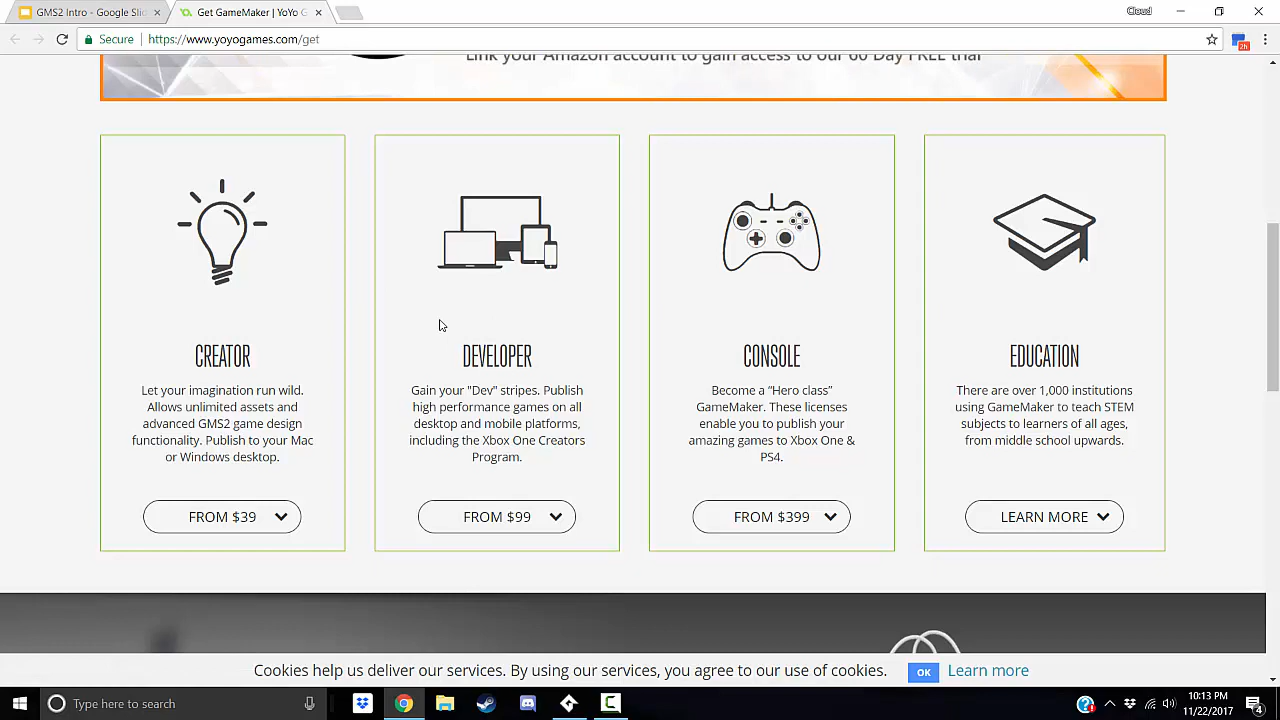 GMS2 Intro - Google Slid
Get GameMaker | YoYo G
Cloud
Secure
https://www.yoyogames.com/get
2h
Link your Amazon account to gain access to our 60 Day FREE trial
CREATOR
Let your imagination run wild.
Allows unlimited assets and
advanced GMS2 game design
functionality. Publish to your Mac
or Windows desktop.
FROM $39
DEVELOPER
Gain your "Dev" stripes. Publish
high performance games on all
desktop and mobile platforms,
including the Xbox One Creators
Program.
FROM $99
CONSOLE
Become a “Hero class”
GameMaker. These licenses
enable you to publish your
amazing games to Xbox One &
PS4.
FROM $399
EDUCATION
There are over 1,000 institutions
using GameMaker to teach STEM
subjects to learners of all ages,
from middle school upwards.
LEARN MORE
Cookies help us deliver our services. By using our services, you agree to our use of cookies.
OK
Learn more
Type here to search
10:13 PM
11/22/2017
4